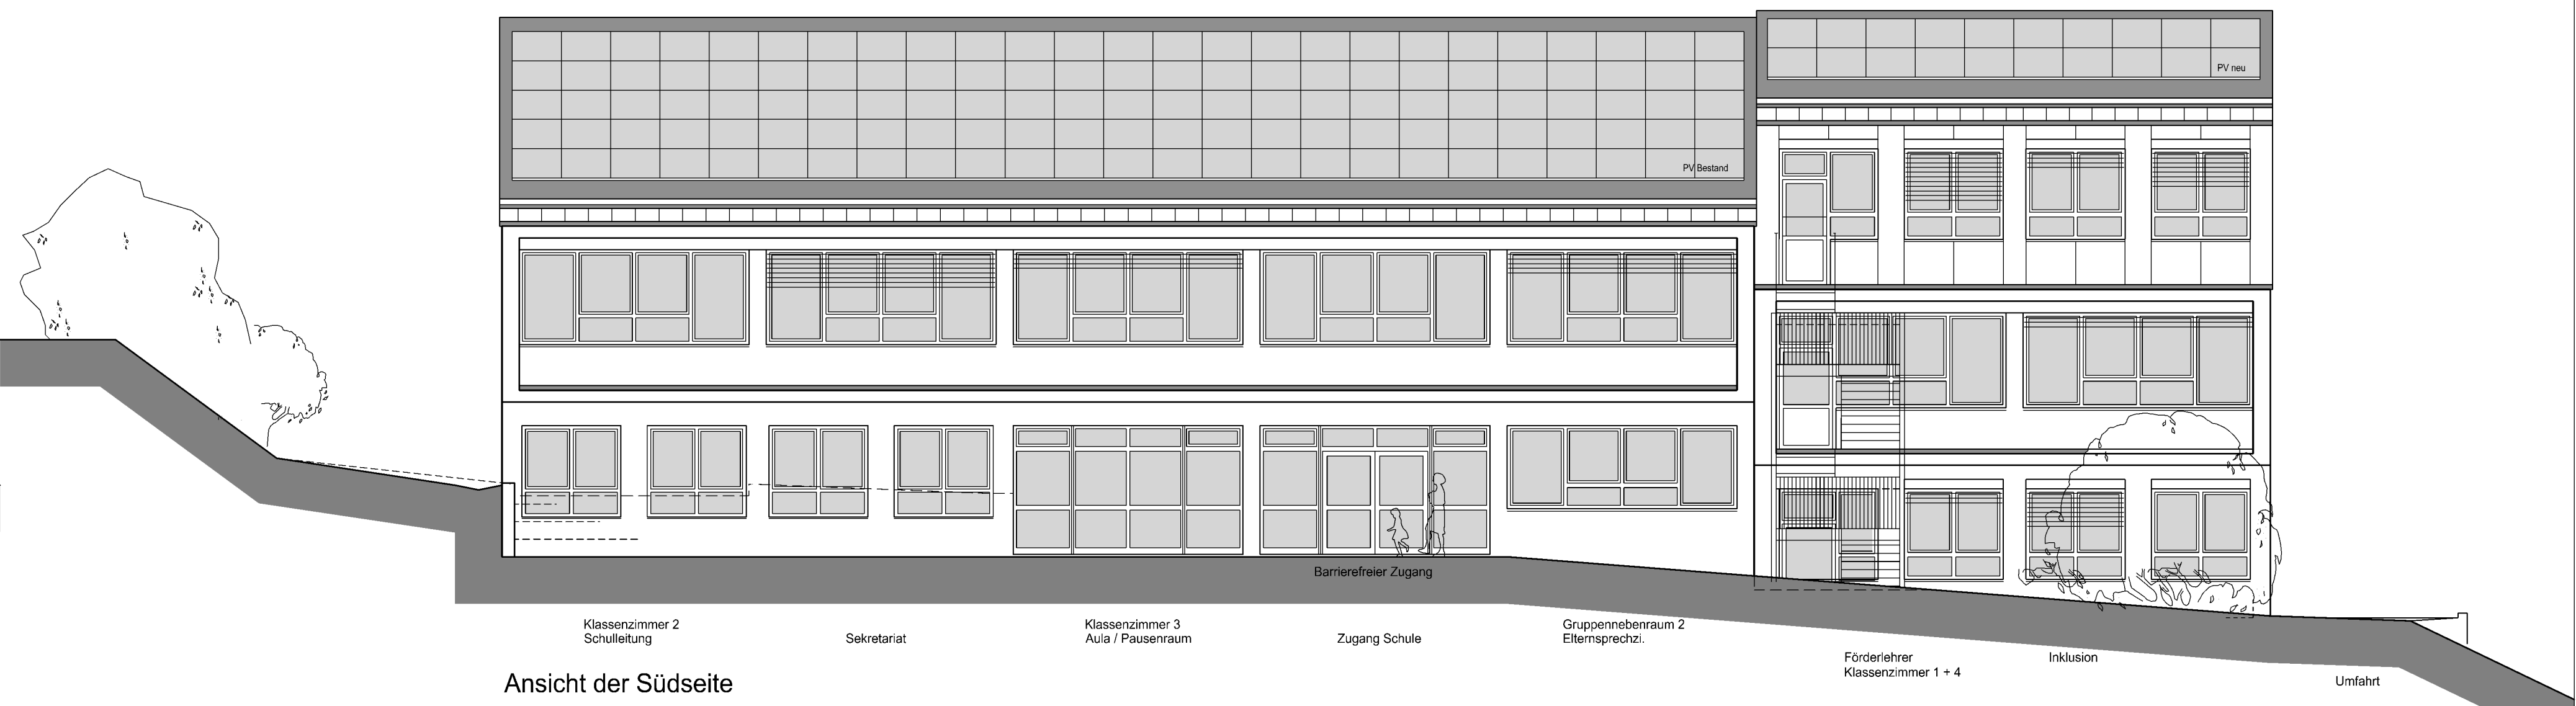 PV neu
PV Bestand
Barrierefreier Zugang
Klassenzimmer 2
Schulleitung
Sekretariat
Klassenzimmer 3
Aula / Pausenraum
Zugang Schule
Gruppennebenraum 2
Elternsprechzi.
Förderlehrer
Klassenzimmer 1 + 4
Inklusion
Umfahrt
Ansicht der Südseite